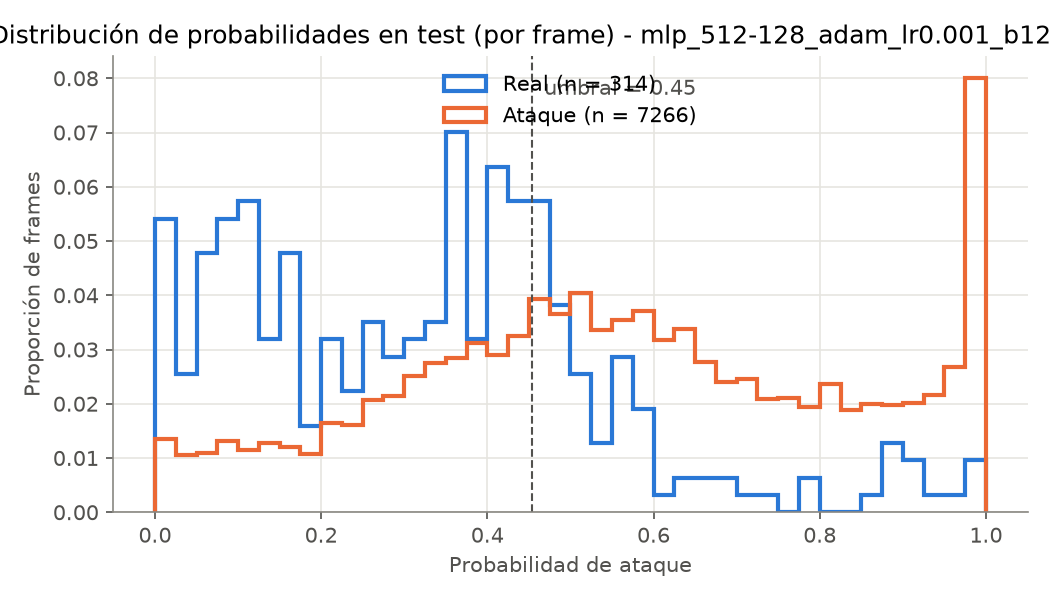 Distribución de probabilidades en test (por frame) - mlp_512-128_adam_lr0.001_b12
Real (n = 314)
umbral = 0.45
Ataque (n = 7266)
Proporción de frames
0.08
0.07
0.06
0.05
0.04
0.03
0.02
0.01
0.00
0.0 0.2 0.4 0.6 0.8 1.0
Probabilidad de ataque